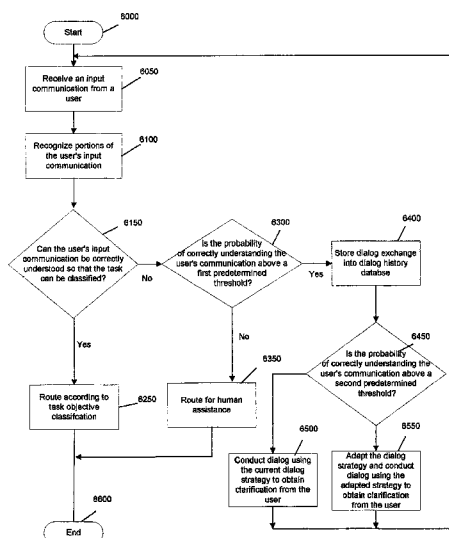 6000
Start
6050
Receive an input
communication from a
user
6100
Recognize portions of
the user's input
communication
6150
Can the user's input
communication be correctly
understood so that the task
can be classified?
No
Yes
6300
Is the probability
of correctly understanding the
user's communication above a
first predetermined
threshold?
Yes
No
6400
Store dialog exchange
into dialog history
databse
6450
Is the probability
of correctly understanding the
user's communication above a
second predetermined
threshold?
6250
Route according to
task objective
classifcation
6350
Route for human
assistance
6500
Conduct dialog using
the current dialog
strategy to obtain
clarification from the
user
6550
Adapt the dialog
strategy and conduct
dialog using the
adapted strategy to
obtain clarification
from the user
6600
End